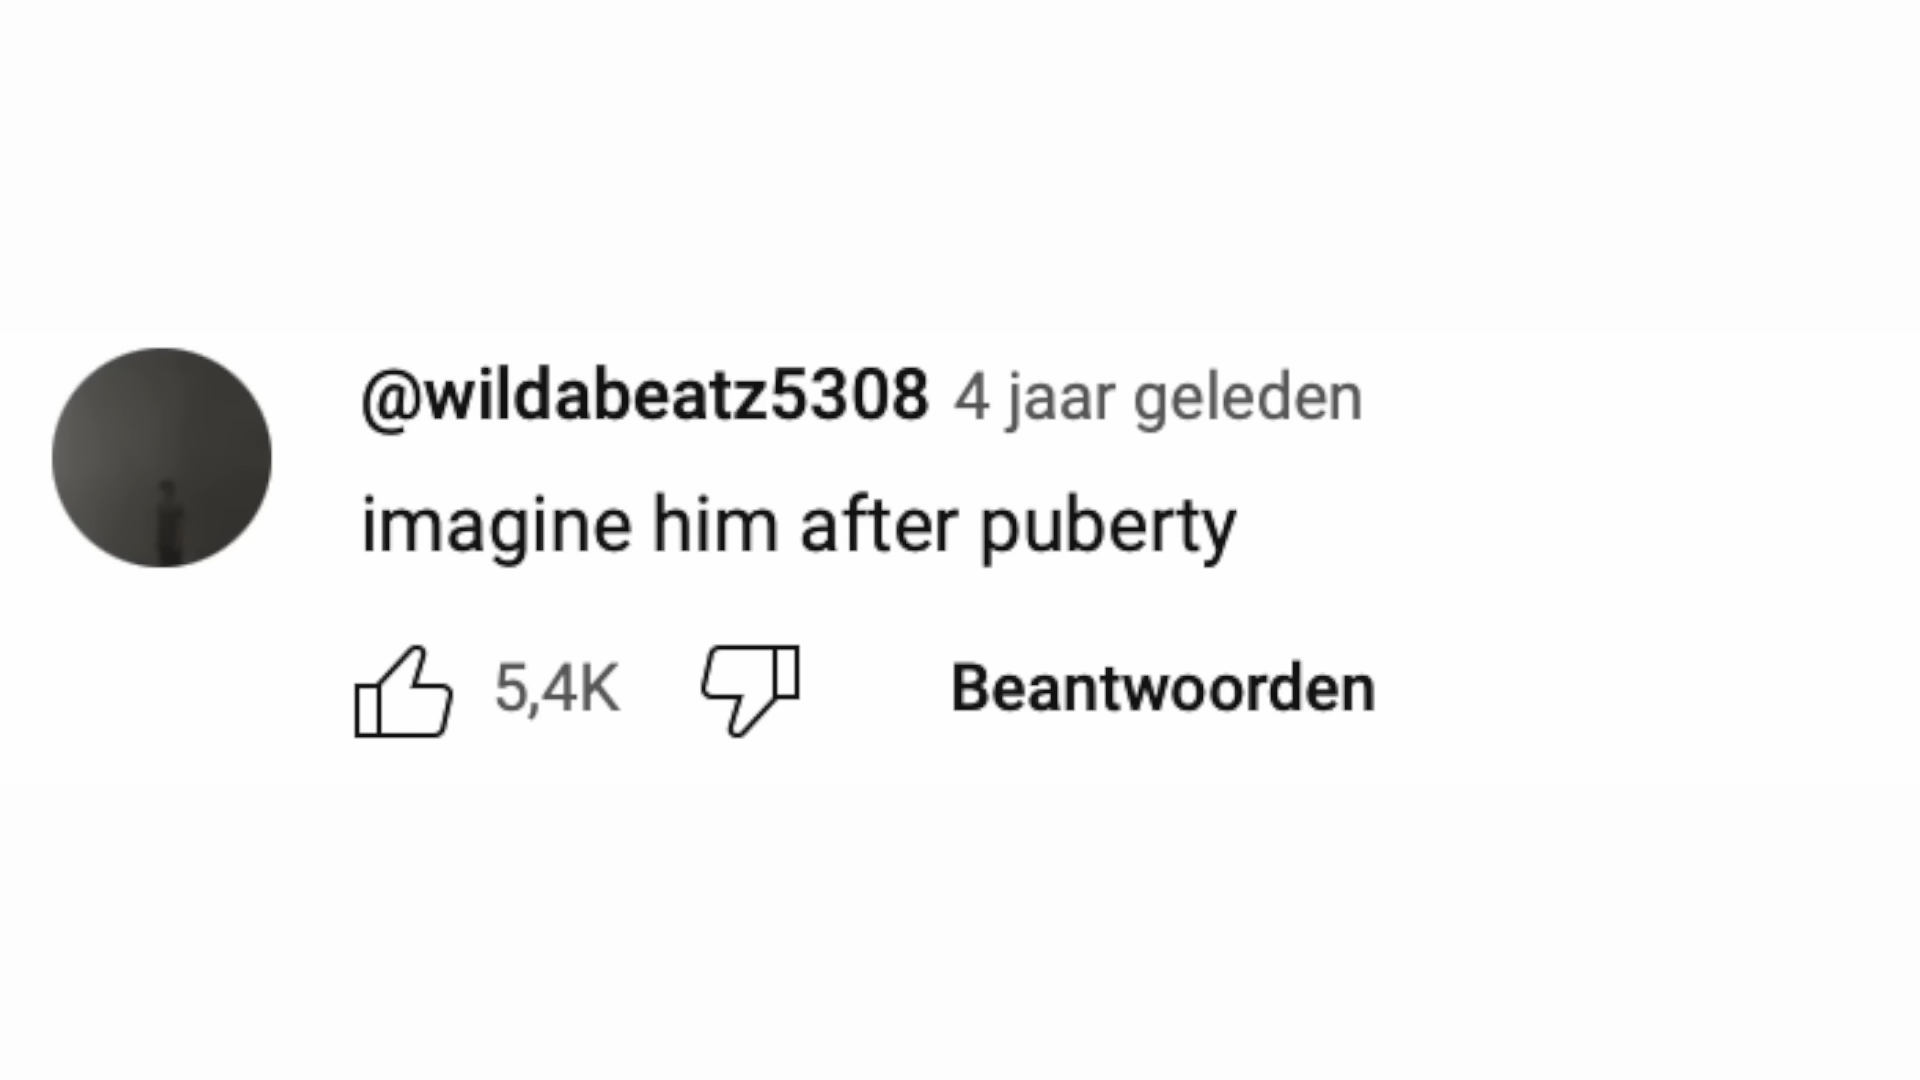 @wildabeatz5308 4 jaar geleden
imagine him after puberty
5,4K Beantwoorden